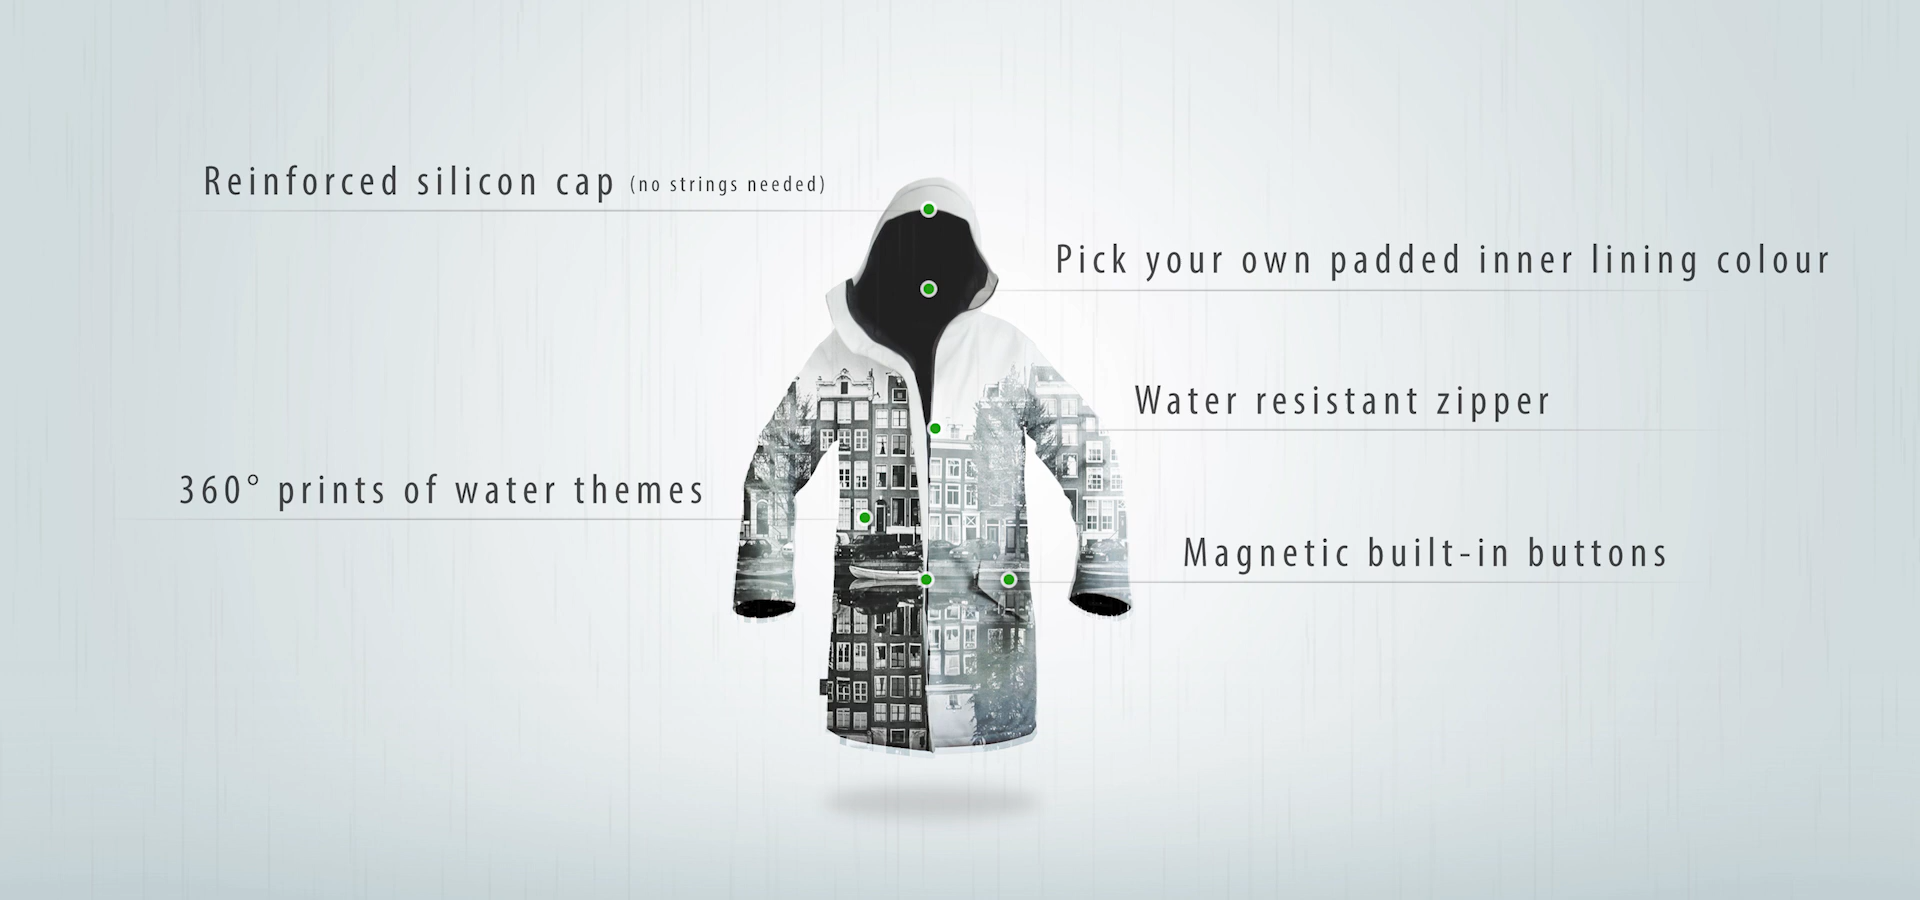 Reinforced silicon cap (no strings needed)
Pick your own padded inner lining colour
Water resistant zipper
360° prints of water themes
Magnetic built-in buttons